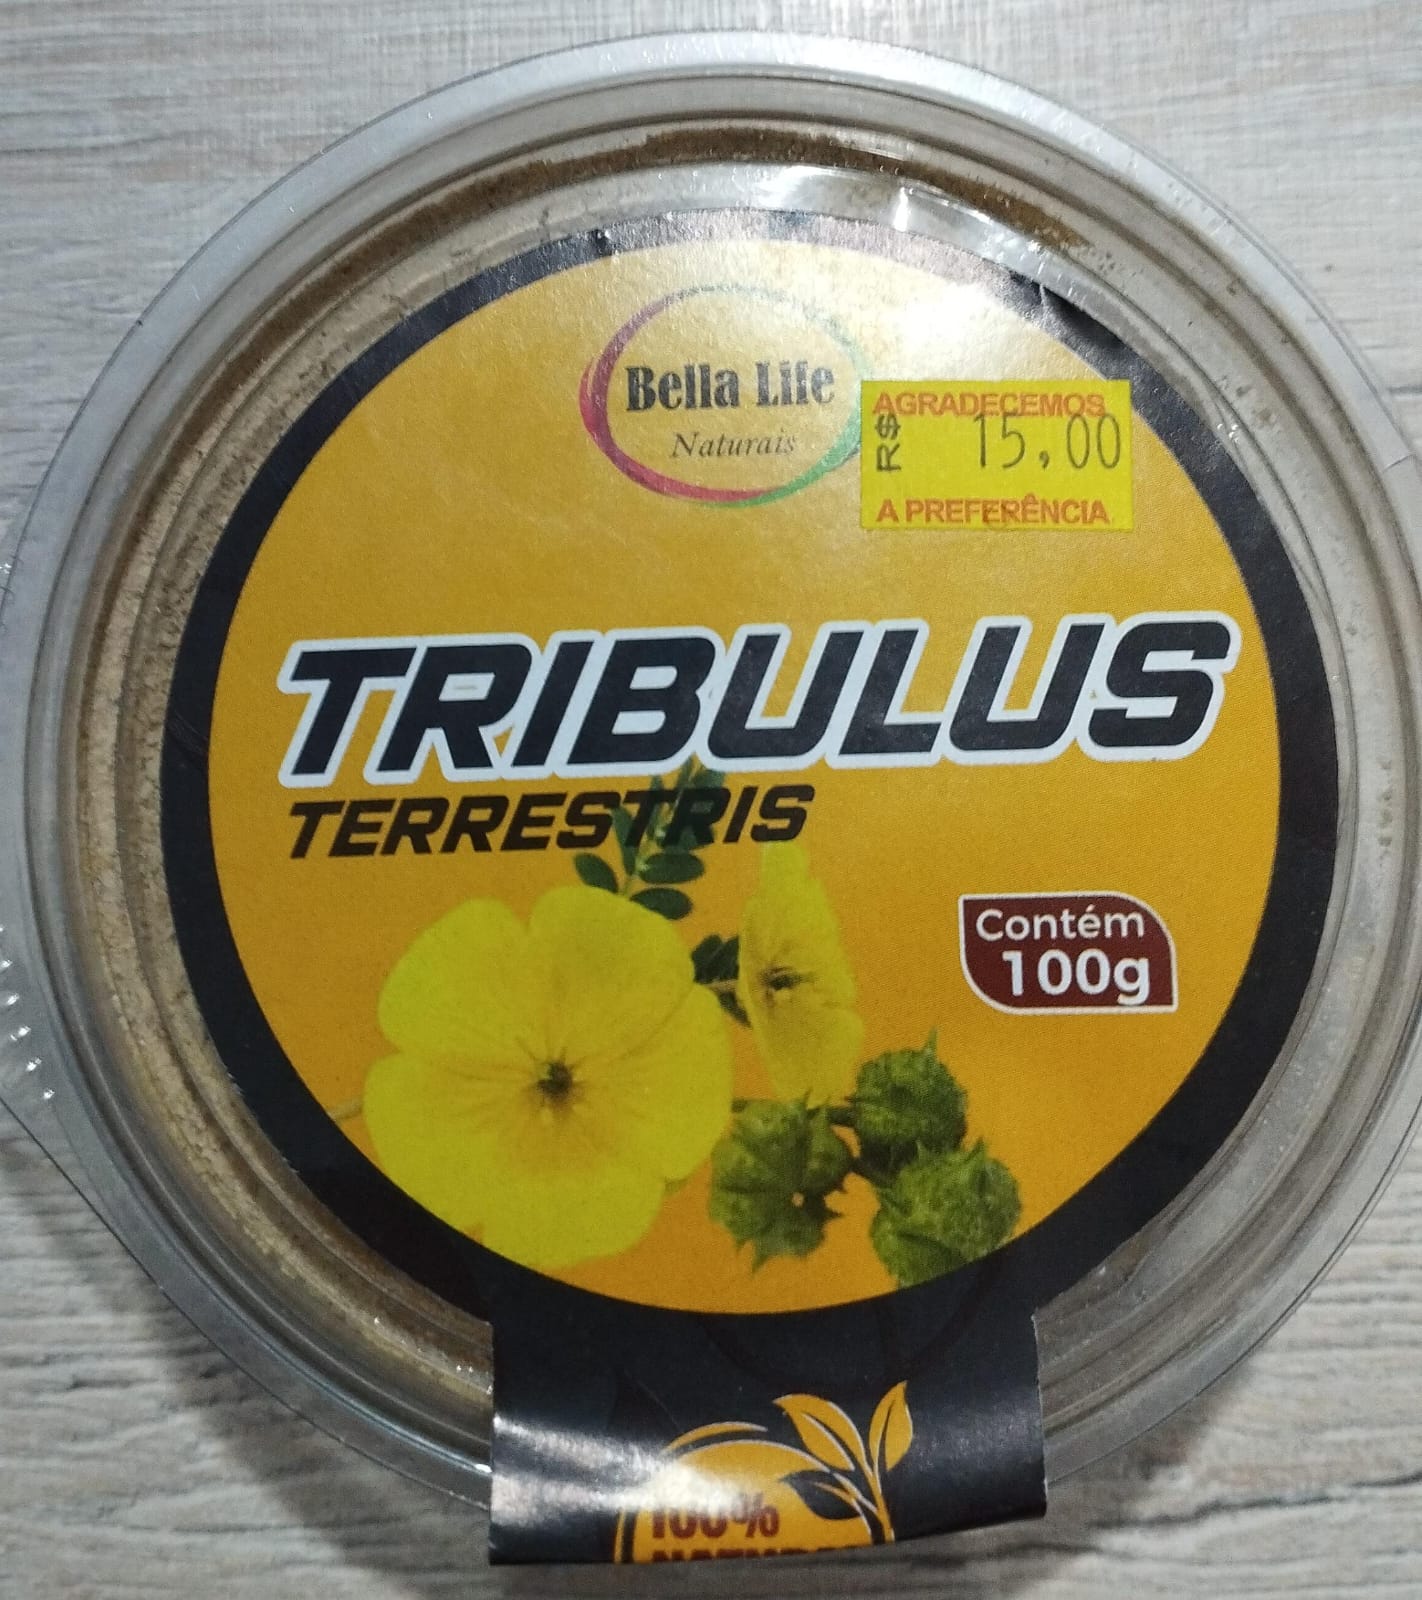 Bella Life
Naturais
AGRADECEMOS
R$ 15,00
A PREFERÊNCIA
TRIBULUS
TERRESTRIS
Contém
100g
100%